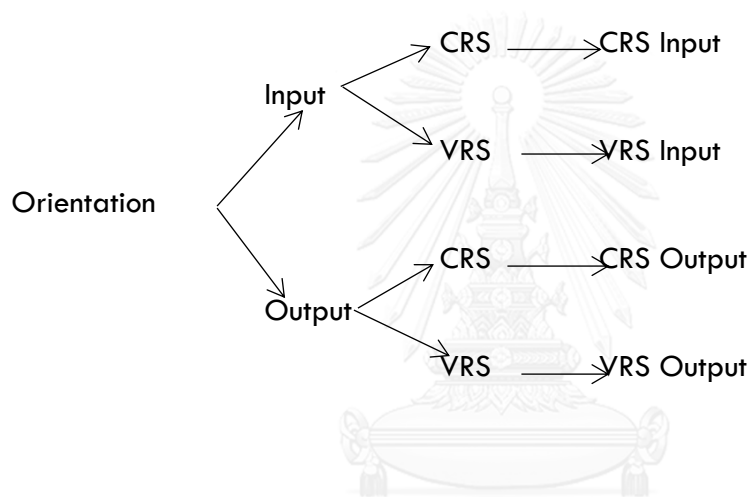 CRS CRS Input
Input
VRS VRS Input
Orientation
CRS CRS Output
Output
VRS VRS Output